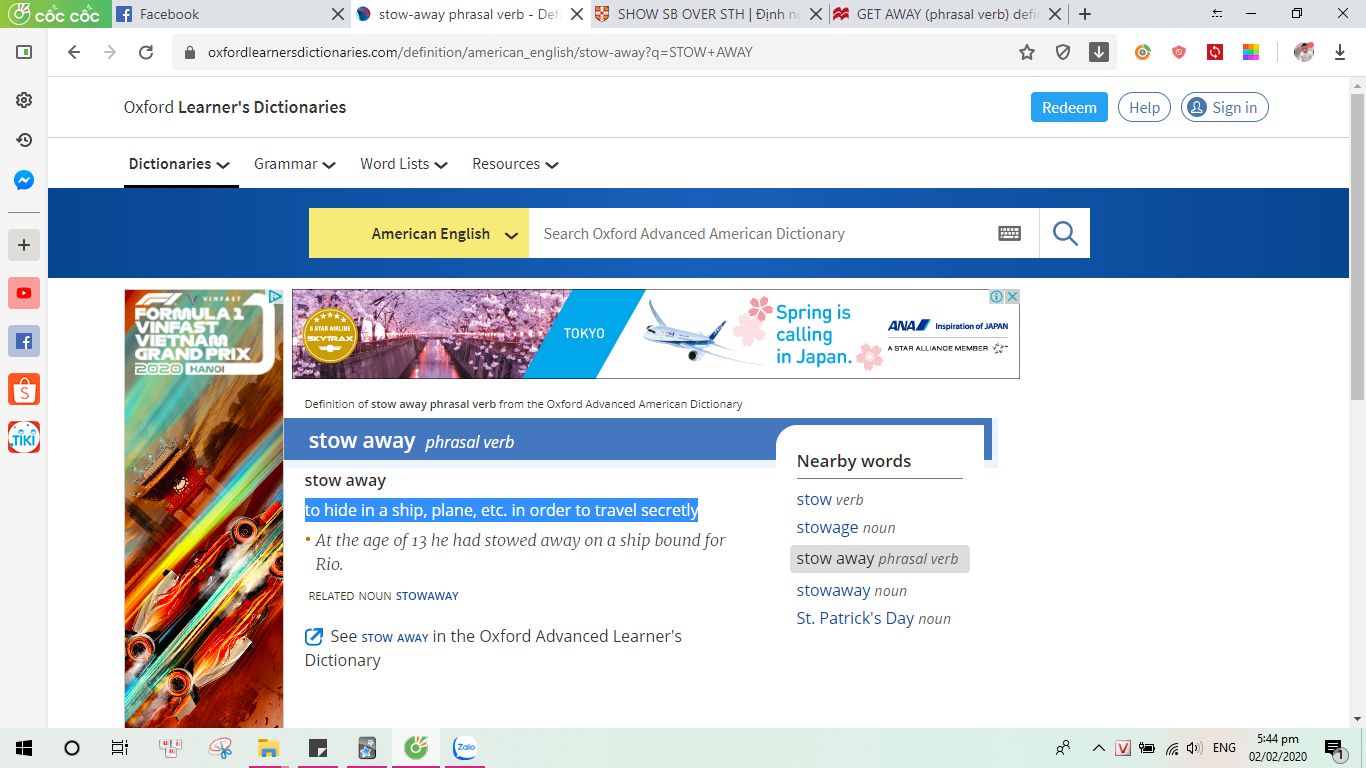 cốc cốc
Facebook
stow-away phrasal verb - Defi
SHOW SB OVER STH | Định ng
GET AWAY (phrasal verb) defin
oxfordlearnersdictionaries.com/definition/american_english/stow-away?q=STOW+AWAY
Oxford Learner's Dictionaries
Redeem
Help
Sign in
Dictionaries
Grammar
Word Lists
Resources
American English
Search Oxford Advanced American Dictionary
VINFAST
FORMULA 1
VINFAST
VIETNAM
GRAND PRIX
2020 HANOI
5 STAR AIRLINE
SKYTRAX
TOKYO
Spring is
calling
in Japan.
ANA Inspiration of JAPAN
A STAR ALLIANCE MEMBER
Definition of stow away phrasal verb from the Oxford Advanced American Dictionary
stow away phrasal verb
stow away
to hide in a ship, plane, etc. in order to travel secretly
• At the age of 13 he had stowed away on a ship bound for
Rio.
RELATED NOUN STOWAWAY
See STOW AWAY in the Oxford Advanced Learner's
Dictionary
Nearby words
stow verb
stowage noun
stow away phrasal verb
stowaway noun
St. Patrick's Day noun
TIKI
Zalo
V
ENG
5:44 pm
02/02/2020
1